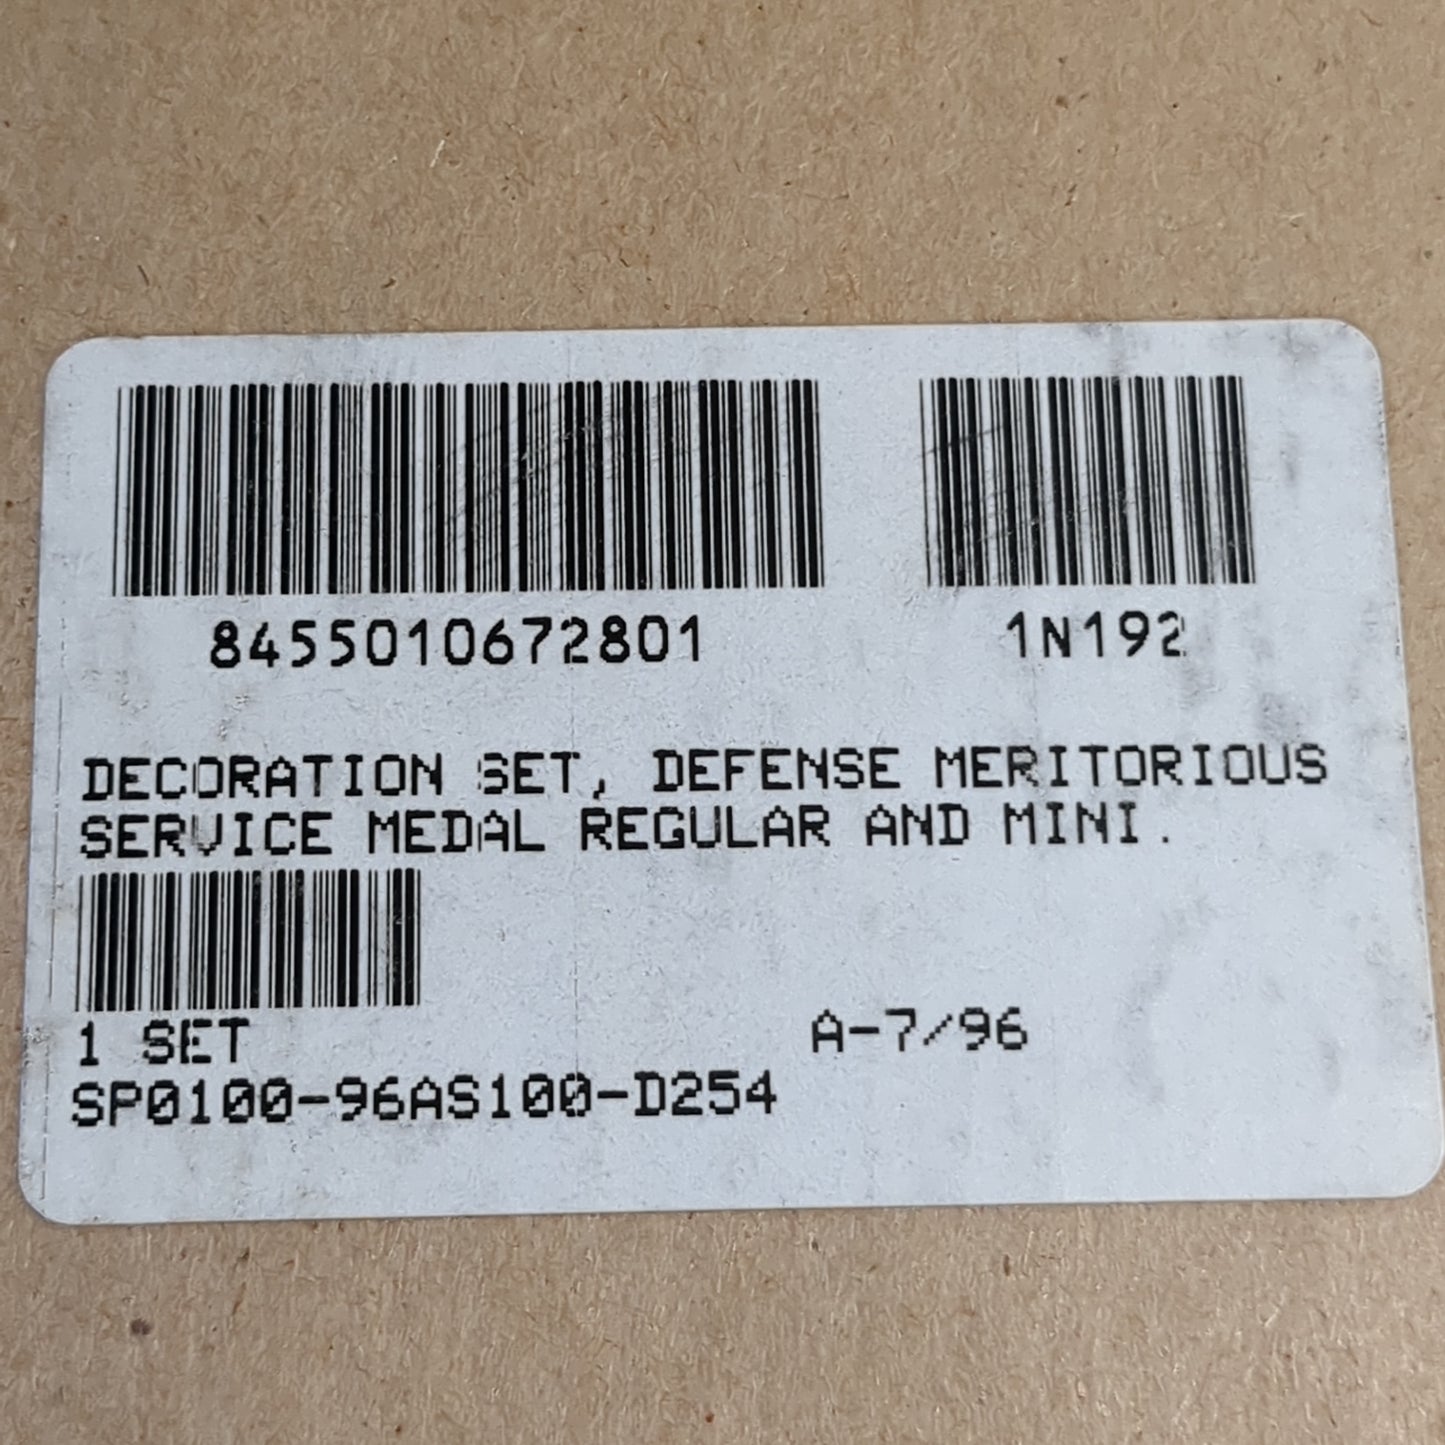 8455010672801 1N192
DECORATION SET, DEFENSE MERITORIOUS
SERVICE MEDAL REGULAR AND MINI.
1 SET A-7/96
SP0100-96AS100-D254